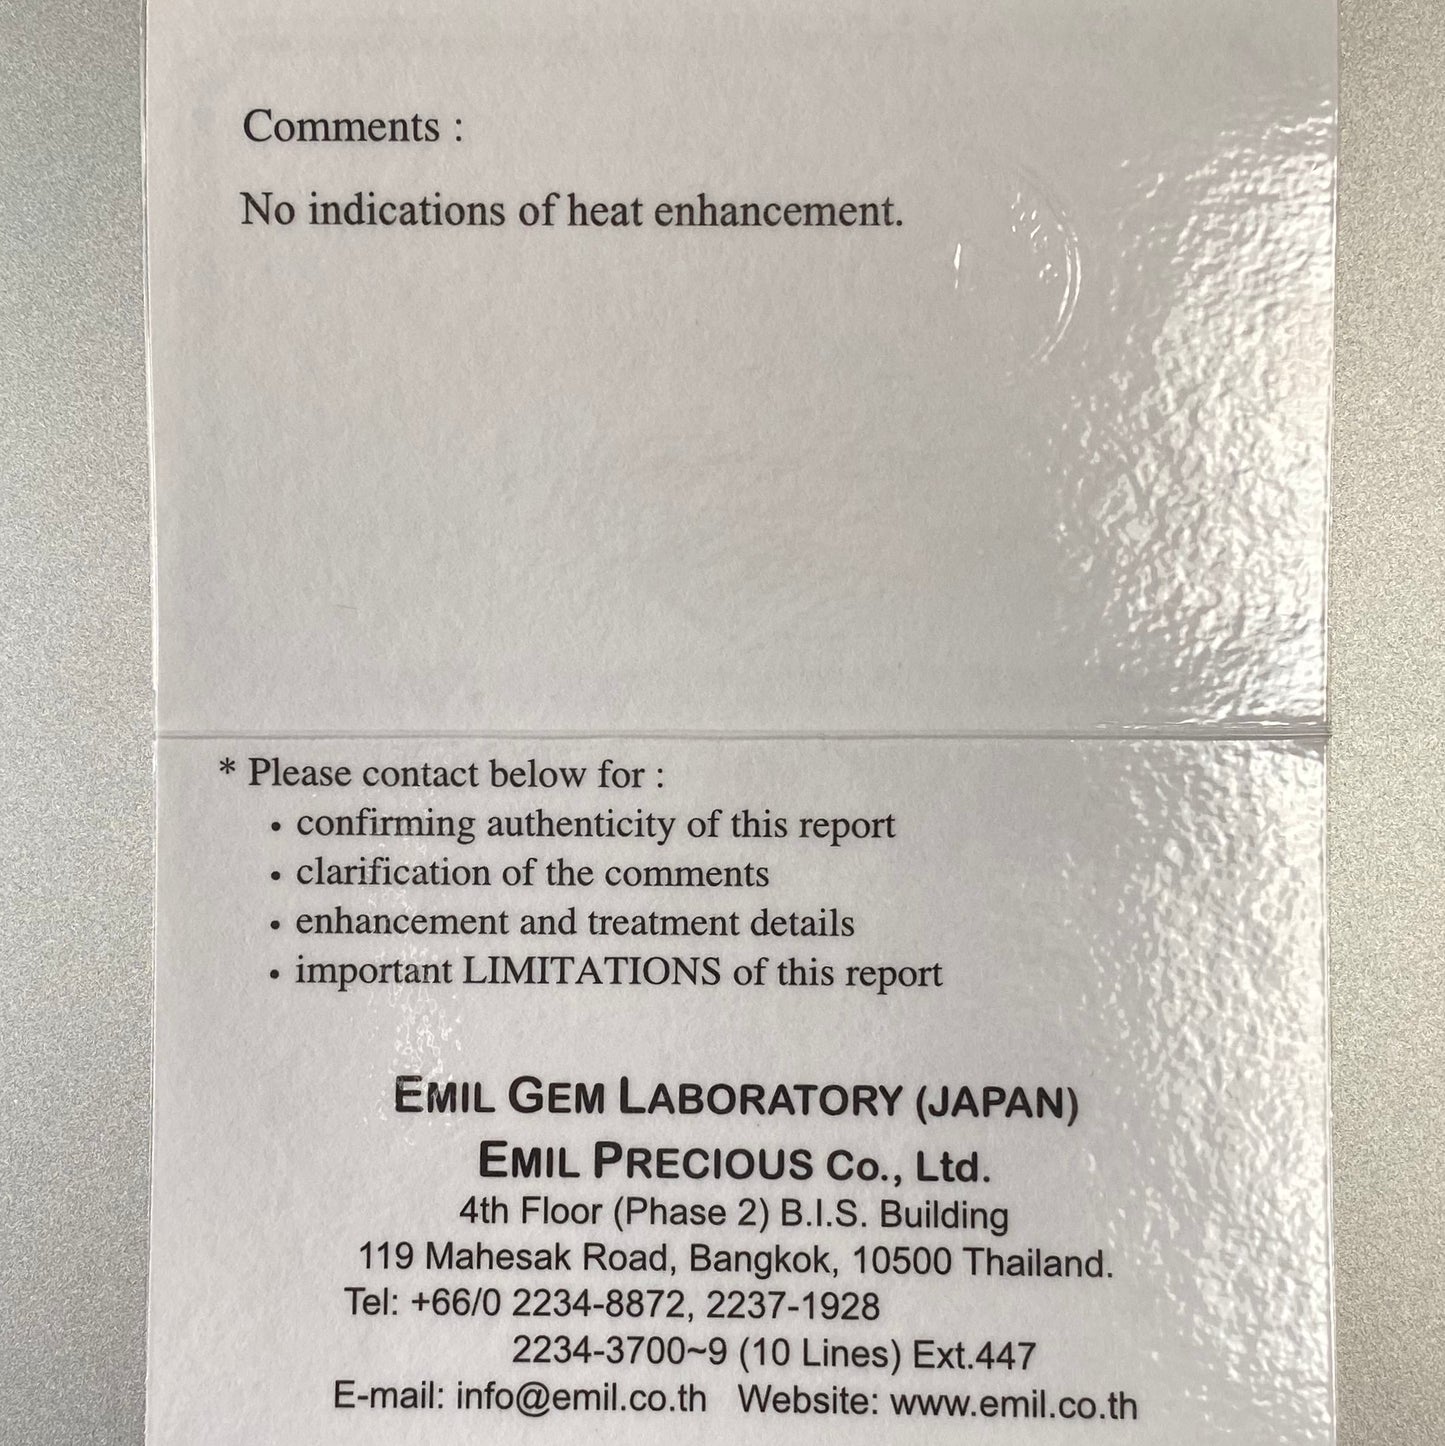 Comments :
No indications of heat enhancement.
* Please contact below for :
• confirming authenticity of this report
• clarification of the comments
• enhancement and treatment details
• important LIMITATIONS of this report
EMIL GEM LABORATORY (JAPAN)
EMIL PRECIOUS Co., Ltd.
4th Floor (Phase 2) B.I.S. Building
119 Mahesak Road, Bangkok, 10500 Thailand.
Tel: +66/0 2234-8872, 2237-1928
2234-3700~9 (10 Lines) Ext.447
E-mail: info@emil.co.th Website: www.emil.co.th